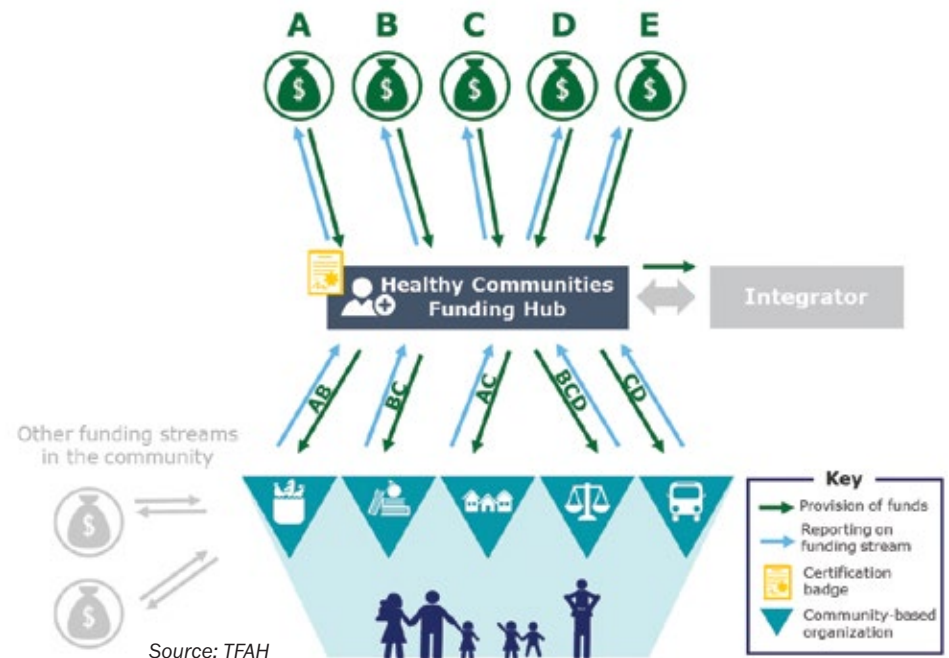 A B C D E
$ $ $ $ $
Healthy Communities
Funding Hub
Integrator
AB BC AC BCD CD
Other funding streams
in the community
$
$
Key
Provision of funds
Reporting on
funding stream
Certification
badge
Community-based
organization
Source: TFAH